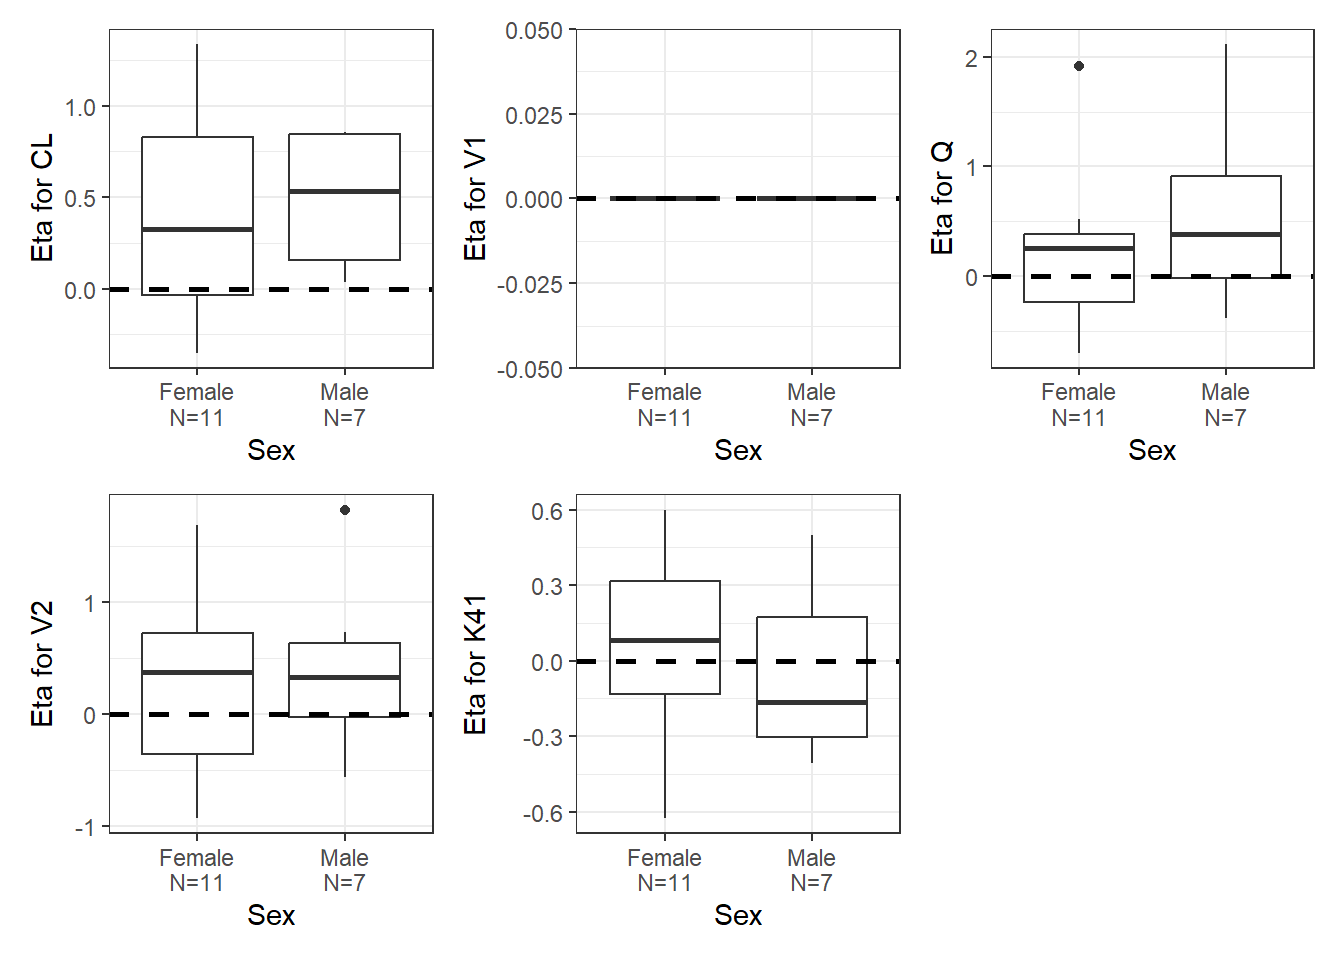 Eta for CL
1.0
0.5
0.0
Female
N=11
Male
N=7
Sex
Eta for V1
0.050
0.025
0.000
-0.025
-0.050
Female
N=11
Male
N=7
Sex
Eta for Q
2
1
0
Female
N=11
Male
N=7
Sex
Eta for V2
1
0
-1
Female
N=11
Male
N=7
Sex
Eta for K41
0.6
0.3
0.0
-0.3
-0.6
Female
N=11
Male
N=7
Sex